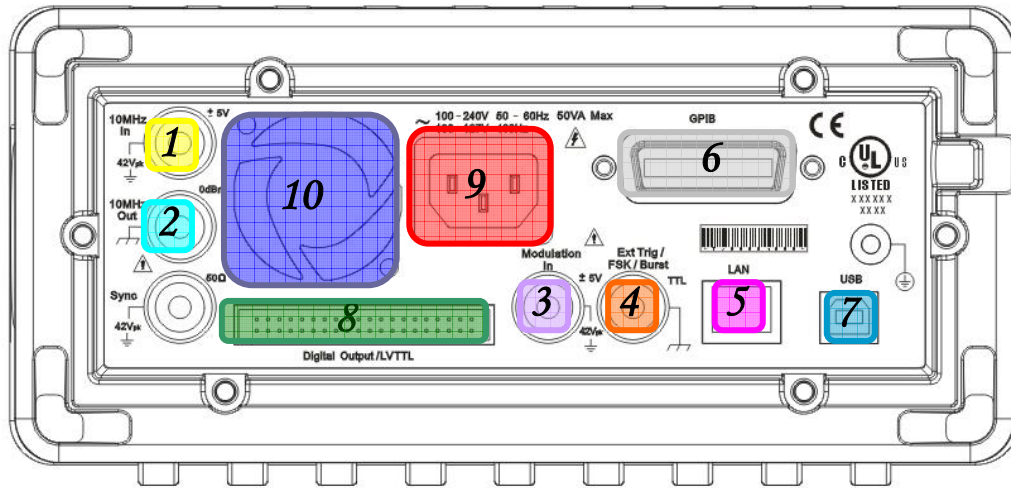 ± 5V
10MHz
In
1
42Vpk
0dBm
10MHz
Out
2
50Ω
Sync
42Vpk
10
100-240V 50 - 60Hz 50VA Max
9
GPIB
6
C UL US
LISTED
XXXXXX
XXXX
Modulation
In
± 5V
3
42Vpk
Ext Trig /
FSK / Burst
TTL
4
LAN
5
USB
7
8
Digital Output/LVTTL